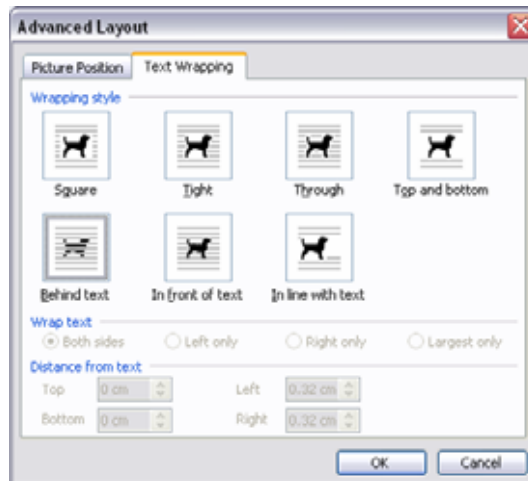 Advanced Layout
Picture Position Text Wrapping
Wrapping style
Square Tight Through Top and bottom
Behind text In front of text In line with text
Wrap text
Both sides Left only Right only Largest only
Distance from text
Top 0 cm Left 0.32 cm
Bottom 0 cm Right 0.32 cm
OK Cancel